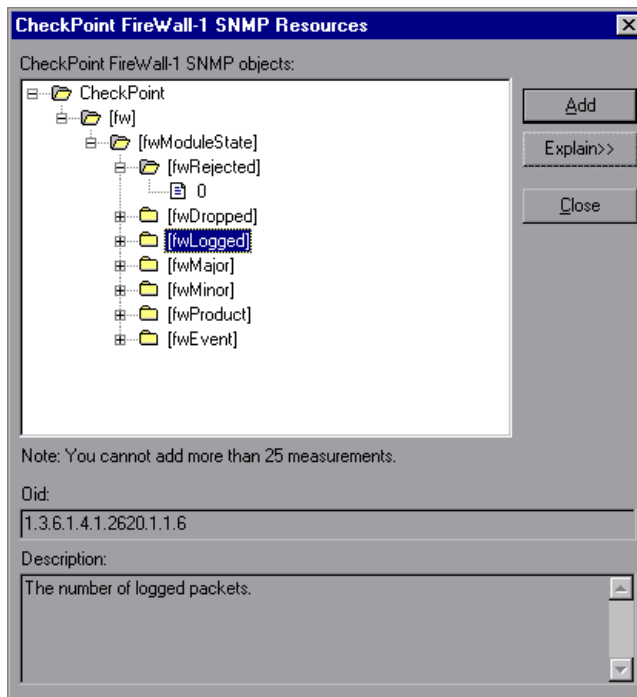 CheckPoint FireWall-1 SNMP Resources
CheckPoint FireWall-1 SNMP objects:
CheckPoint
[fw]
[fwModuleState]
[fwRejected]
0
[fwDropped]
[fwLogged]
[fwMajor]
[fwMinor]
[fwProduct]
[fwEvent]
Add
Explain>>
Close
Note: You cannot add more than 25 measurements.
Oid:
1.3.6.1.4.1.2620.1.1.6
Description:
The number of logged packets.